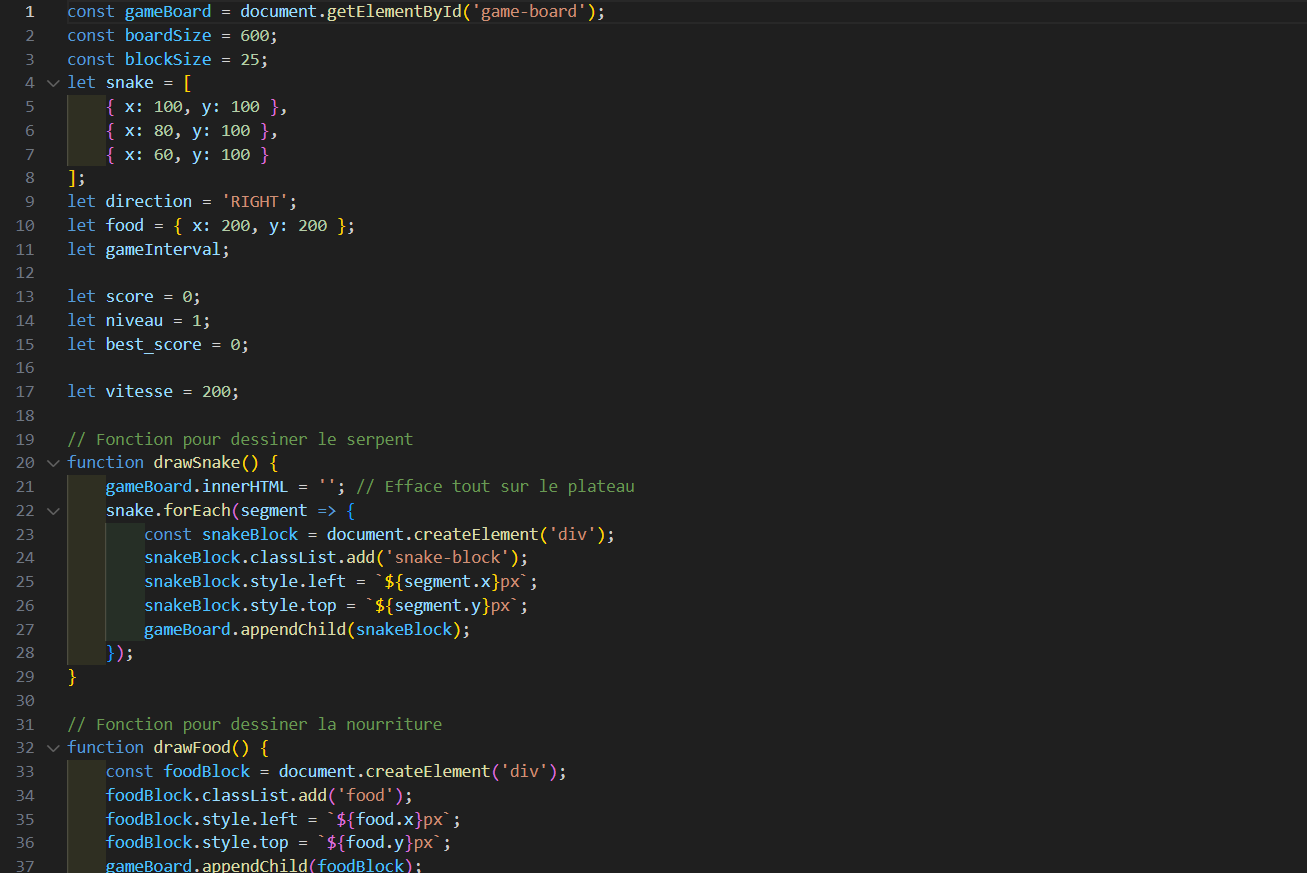 1 const gameBoard = document.getElementById('game-board');
2 const boardSize = 600;
3 const blockSize = 25;
4 let snake = [
5     { x: 100, y: 100 },
6     { x: 80, y: 100 },
7     { x: 60, y: 100 }
8 ];
9 let direction = 'RIGHT';
10 let food = { x: 200, y: 200 };
11 let gameInterval;
12
13 let score = 0;
14 let niveau = 1;
15 let best_score = 0;
16
17 let vitesse = 200;
18
19 // Fonction pour dessiner le serpent
20 function drawSnake() {
21     gameBoard.innerHTML = ''; // Efface tout sur le plateau
22     snake.forEach(segment => {
23         const snakeBlock = document.createElement('div');
24         snakeBlock.classList.add('snake-block');
25         snakeBlock.style.left = `${segment.x}px`;
26         snakeBlock.style.top = `${segment.y}px`;
27         gameBoard.appendChild(snakeBlock);
28     });
29 }
30
31 // Fonction pour dessiner la nourriture
32 function drawFood() {
33     const foodBlock = document.createElement('div');
34     foodBlock.classList.add('food');
35     foodBlock.style.left = `${food.x}px`;
36     foodBlock.style.top = `${food.y}px`;
37     gameBoard.appendChild(foodBlock);